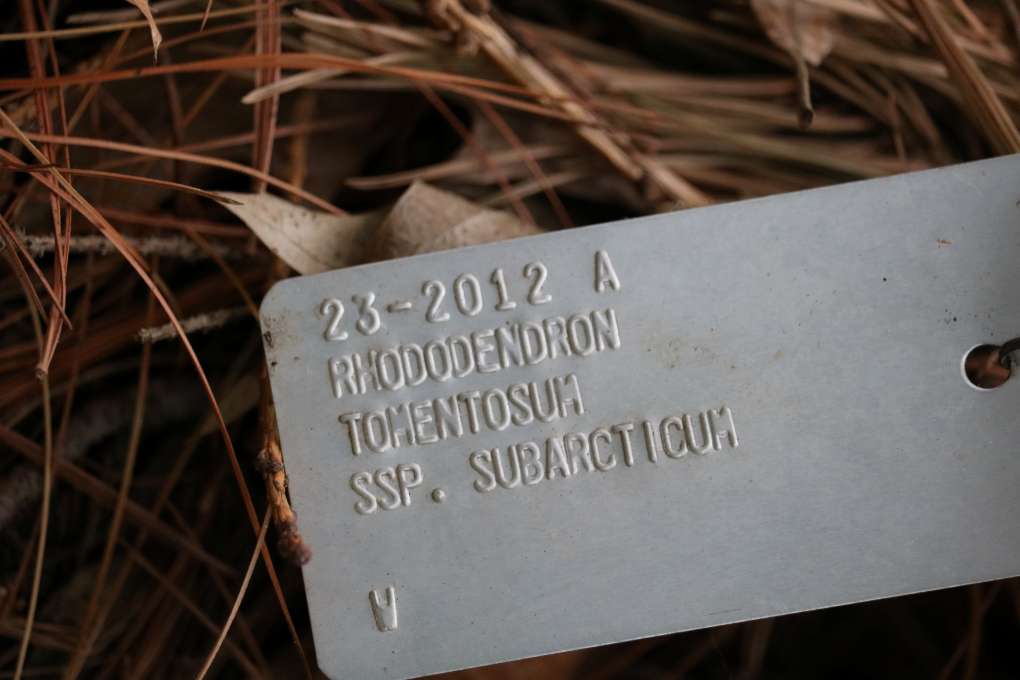 23-2012 A
RHODODENDRON
TOMENTOSUM
SSP. SUBARCTICUM
W